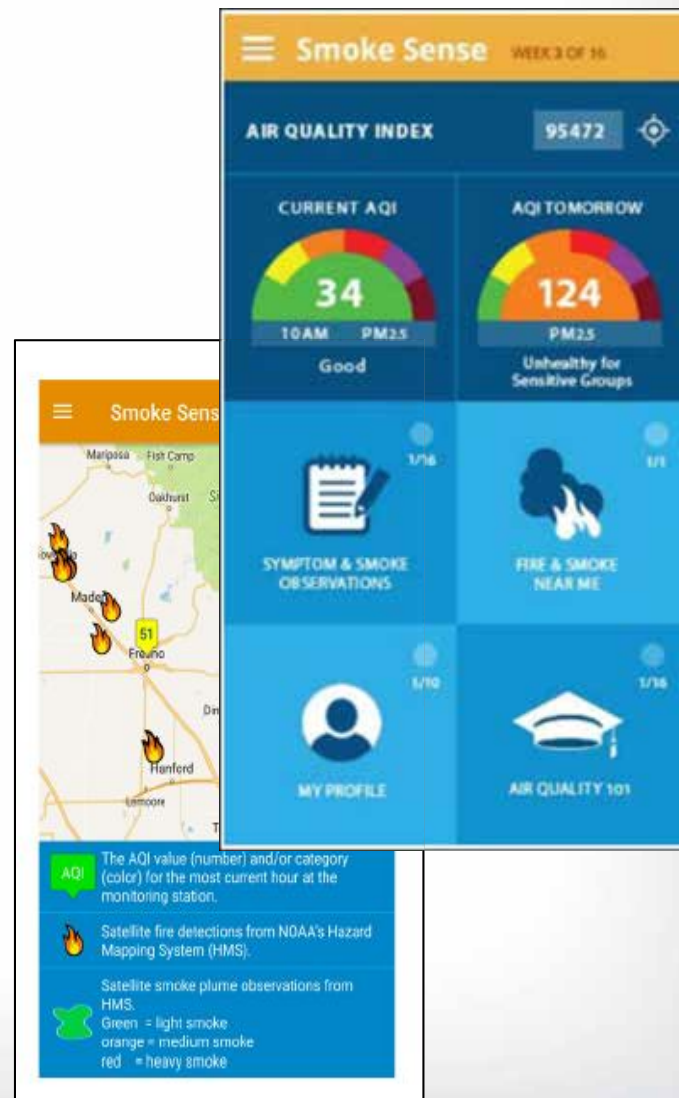 Smoke Sense WEEK 3 OF 16
AIR QUALITY INDEX 95472
CURRENT AQI
34
10AM PM2.5
Good
AQI TOMORROW
124
PM2.5
Unhealthy for
Sensitive Groups
1/16
SYMPTOM & SMOKE
OBSERVATIONS
1/1
FIRE & SMOKE
NEAR ME
1/10
MY PROFILE
1/16
AIR QUALITY 101
Smoke Sens
Mariposa Fish Camp
Oakhurst
Made
51
Fresno
Din
Hanford
Lemoore
T
AQI
The AQI value (number) and/or category
(color) for the most current hour at the
monitoring station.
Satellite fire detections from NOAA's Hazard
Mapping System (HMS).
Satellite smoke plume observations from
HMS.
Green = light smoke
orange = medium smoke
red = heavy smoke